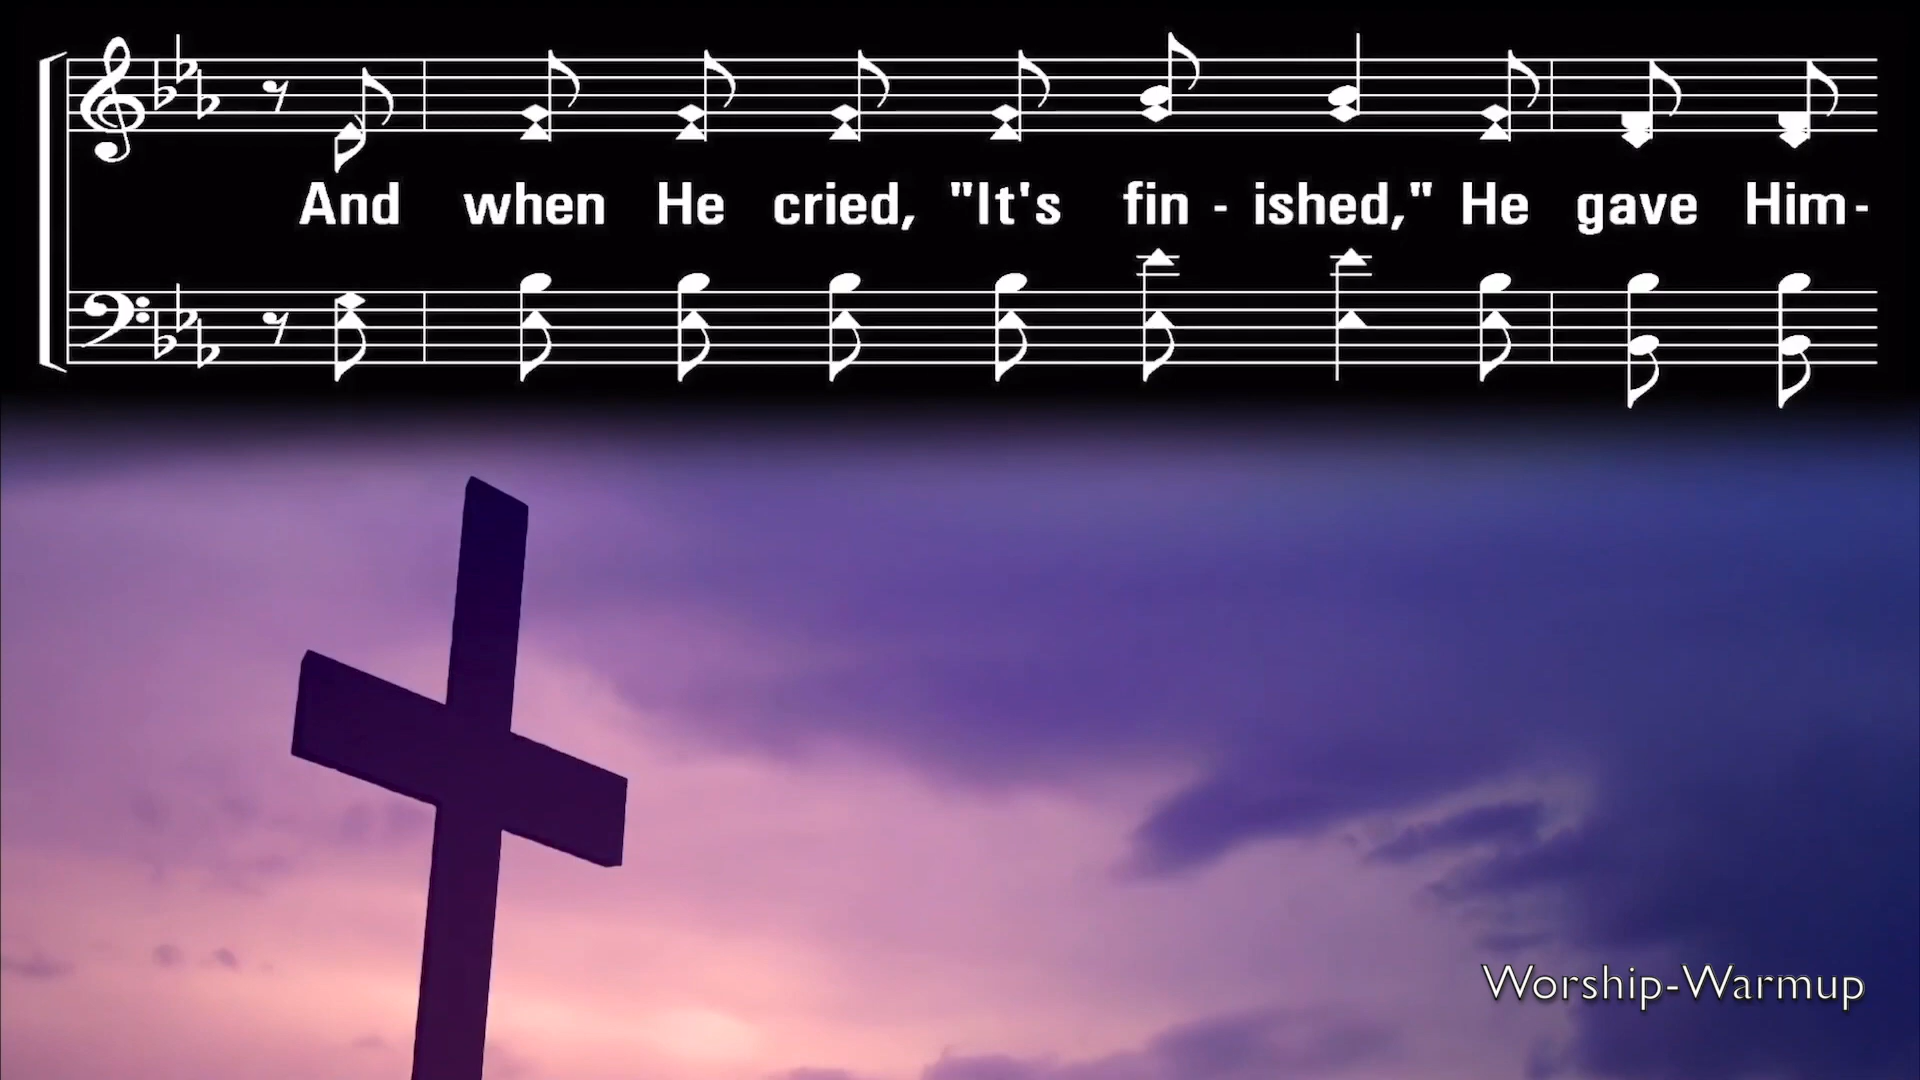 And when He cried, "It's fin - ished," He gave Him-
Worship-Warmup